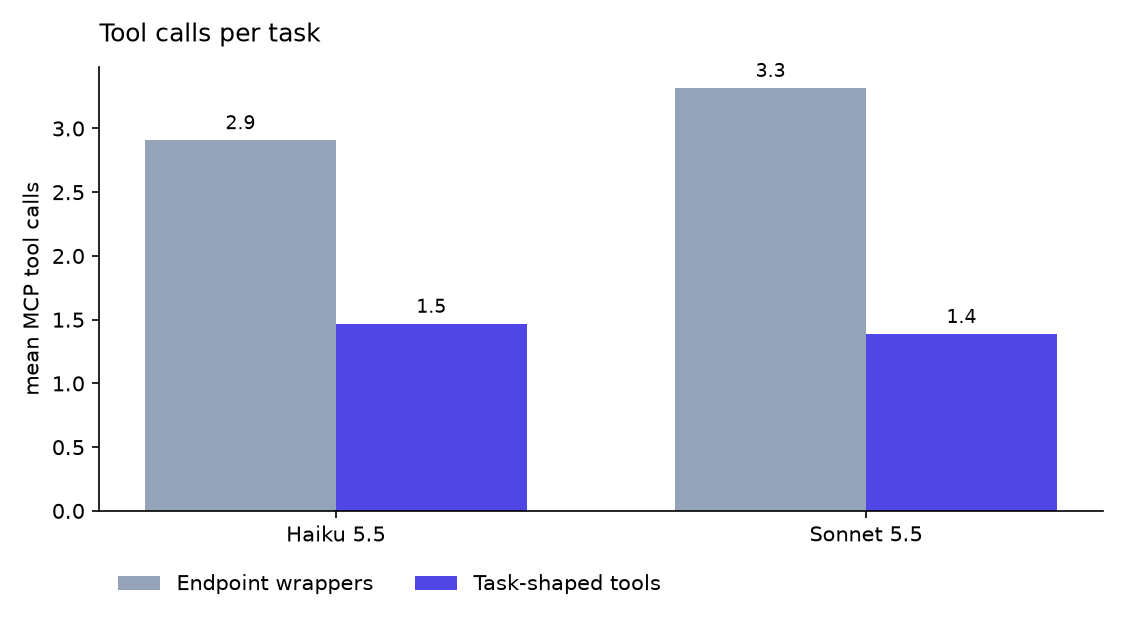 Tool calls per task
mean MCP tool calls
3.0
2.5
2.0
1.5
1.0
0.5
0.0
2.9
1.5
3.3
1.4
Haiku 5.5
Sonnet 5.5
Endpoint wrappers
Task-shaped tools